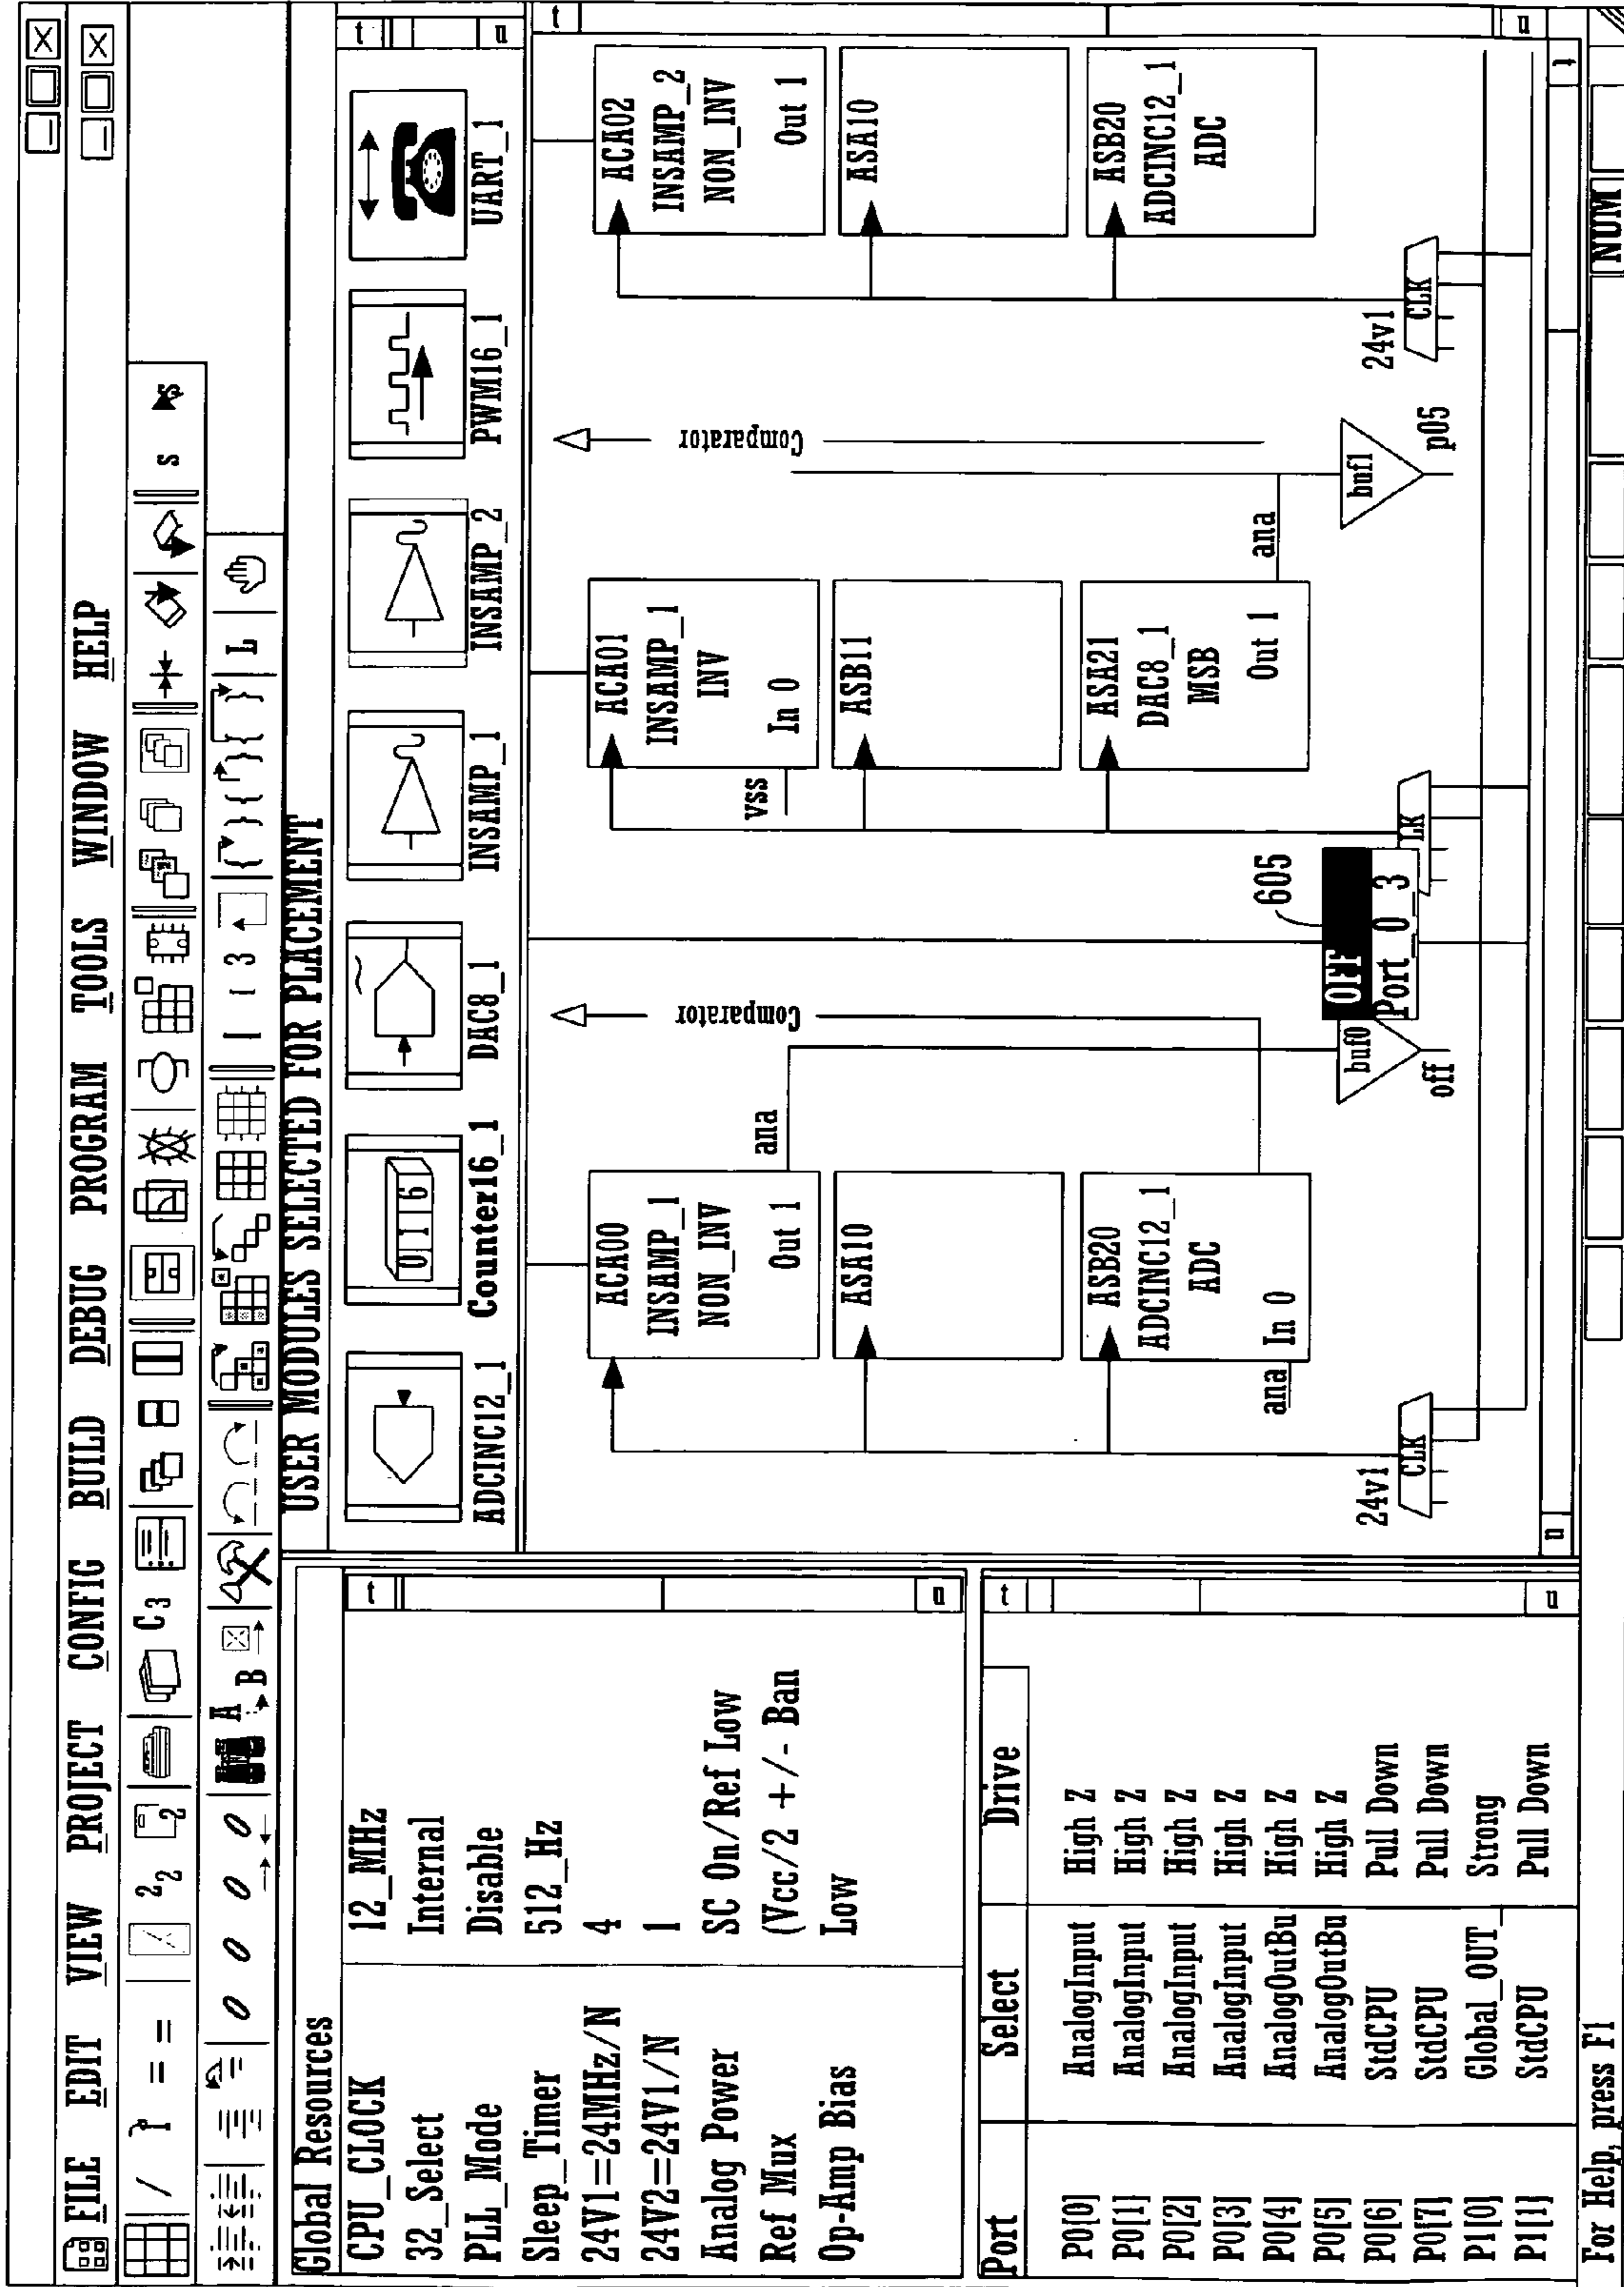 FILE EDIT VIEW PROJECT CONFIG BUILD DEBUG PROGRAM TOOLS WINDOW HELP
C 3
s
A
B
3
L
Global Resources
CPU_CLOCK 12_MHz
32_Select Internal
PLL_Mode Disable
Sleep_Timer 512_Hz
24V1=24MHz/N 4
24V2=24V1/N 1
Analog Power SC On/Ref Low
Ref Mux (Vcc/2 +/- Ban
Op-Amp Bias Low
Port Select Drive
P0[0] AnalogInput High Z
P0[1] AnalogInput High Z
P0[2] AnalogInput High Z
P0[3] AnalogInput High Z
P0[4] AnalogOutBu High Z
P0[5] AnalogOutBu High Z
P0[6] StdCPU Pull Down
P0[7] StdCPU Pull Down
P1[0] Global_OUT_ Strong
P1[1] StdCPU Pull Down
USER MODULES SELECTED FOR PLACEMENT
0 1 6
ADCINC12_1 Counter16_1 DAC8_1 INSAMP_1 INSAMP_2 PWM16_1 UART_1
ACA00
INSAMP_1
NON_INV
Out 1
ana
ASA10
ASB20
ADCINC12_1
ADC
ana In 0
24v1
CLK
Comparator
buf0
off
Port_0_3
605
ACA01
INSAMP_1
INV
vss In 0
ASB11
ASA21
DAC8_1
MSB
Out 1
ana
LK
Comparator
buf1
p05
ACA02
INSAMP_2
NON_INV
Out 1
ASA10
ASB20
ADCINC12_1
ADC
24v1
CLK
For Help, press F1
NUM